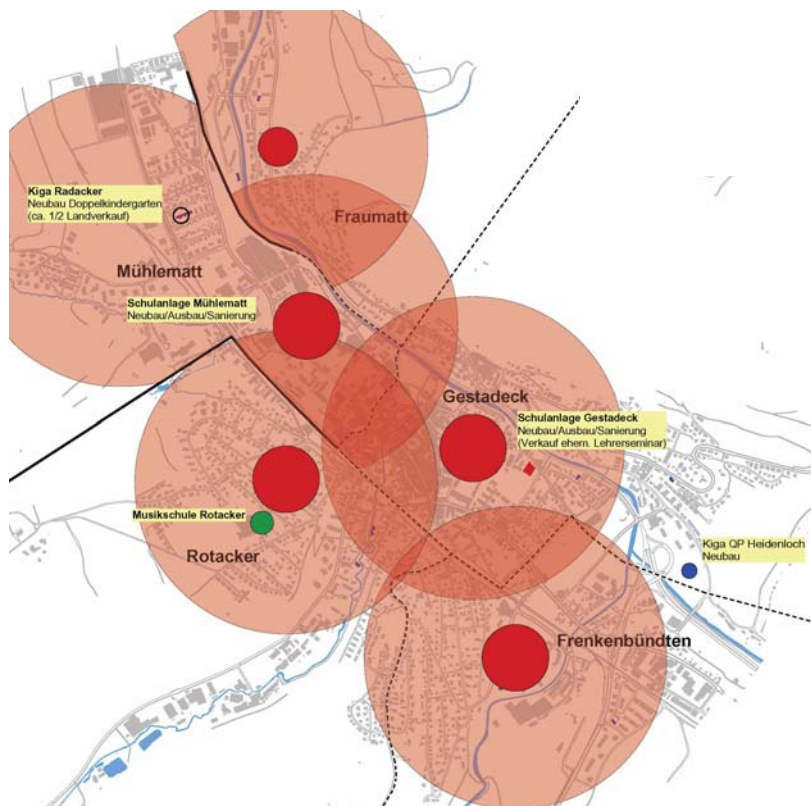 Fraumatt
Kiga Radacker
Neubau Doppelkindergarten
(ca. 1/2 Landverkauf)
Mühlematt
Schulanlage Mühlematt
Neubau/Ausbau/Sanierung
Gestadeck
Schulanlage Gestadeck
Neubau/Ausbau/Sanierung
(Verkauf ehem. Lehrerseminar)
Musikschule Rotacker
Rotacker
Kiga QP Heidenloch
Neubau
Frenkenbündten